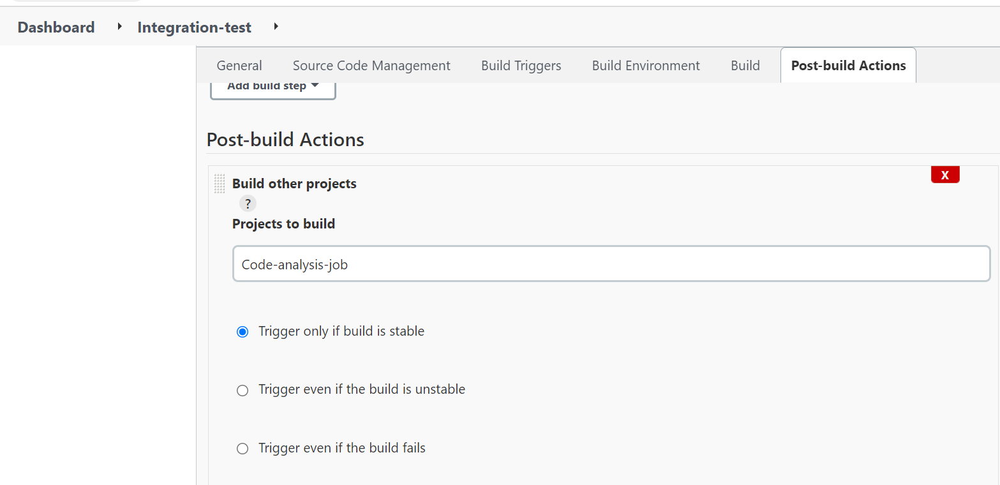 Dashboard Integration-test
General Source Code Management Build Triggers Build Environment Build Post-build Actions
Add build step
Post-build Actions
Build other projects
X
?
Projects to build
Code-analysis-job
Trigger only if build is stable
Trigger even if the build is unstable
Trigger even if the build fails